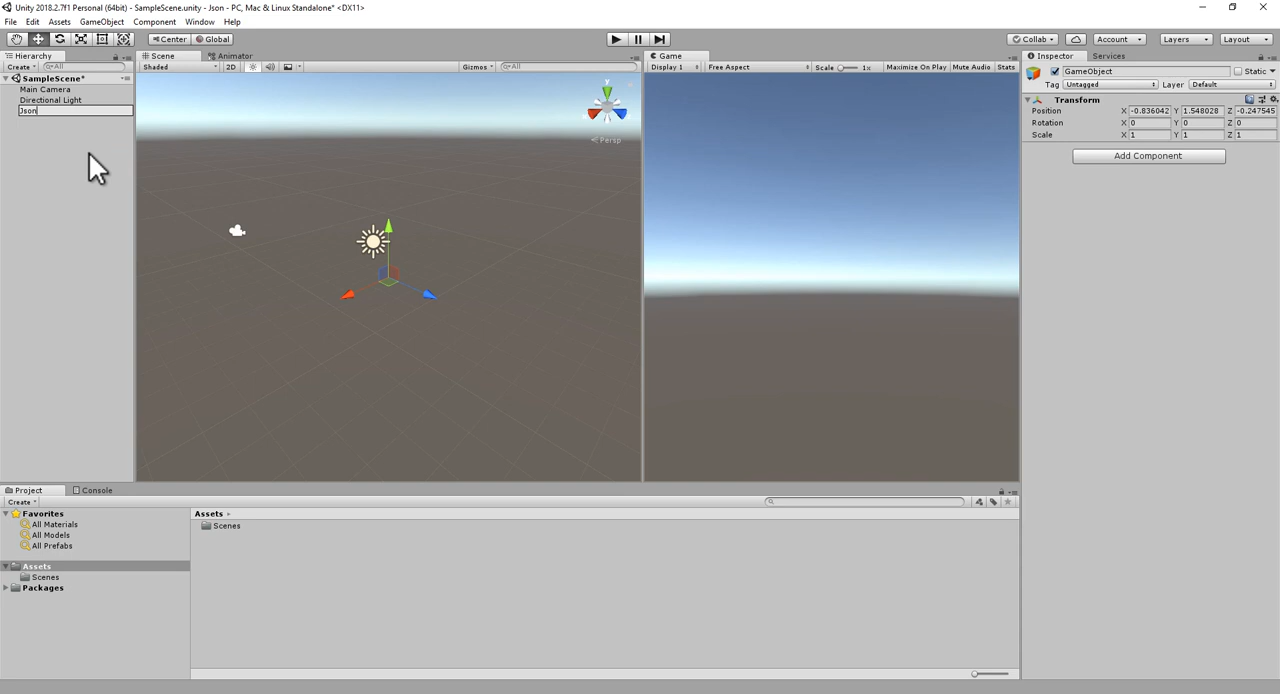 Unity 2018.2.7f1 Personal (64bit) - SampleScene.unity - Json - PC, Mac & Linux Standalone* <DX11>
File Edit Assets GameObject Component Window Help
Center Global Collab Account Layers Layout
Hierarchy Scene Animator Game Inspector Services
Create All Shaded 2D Gizmos All Display 1 Free Aspect Scale 1x Maximize On Play Mute Audio Stats GameObject Static
SampleScene*
Tag Untagged Layer Default
Main Camera
Directional Light
Json
y
Persp
Transform
Position X -0.836042 Y 1.548028 Z -0.247545
Rotation X 0 Y 0 Z 0
Scale X 1 Y 1 Z 1
Add Component
Project Console
Create
Favorites
All Materials
All Models
All Prefabs
Assets
Scenes
Packages
Assets
Scenes